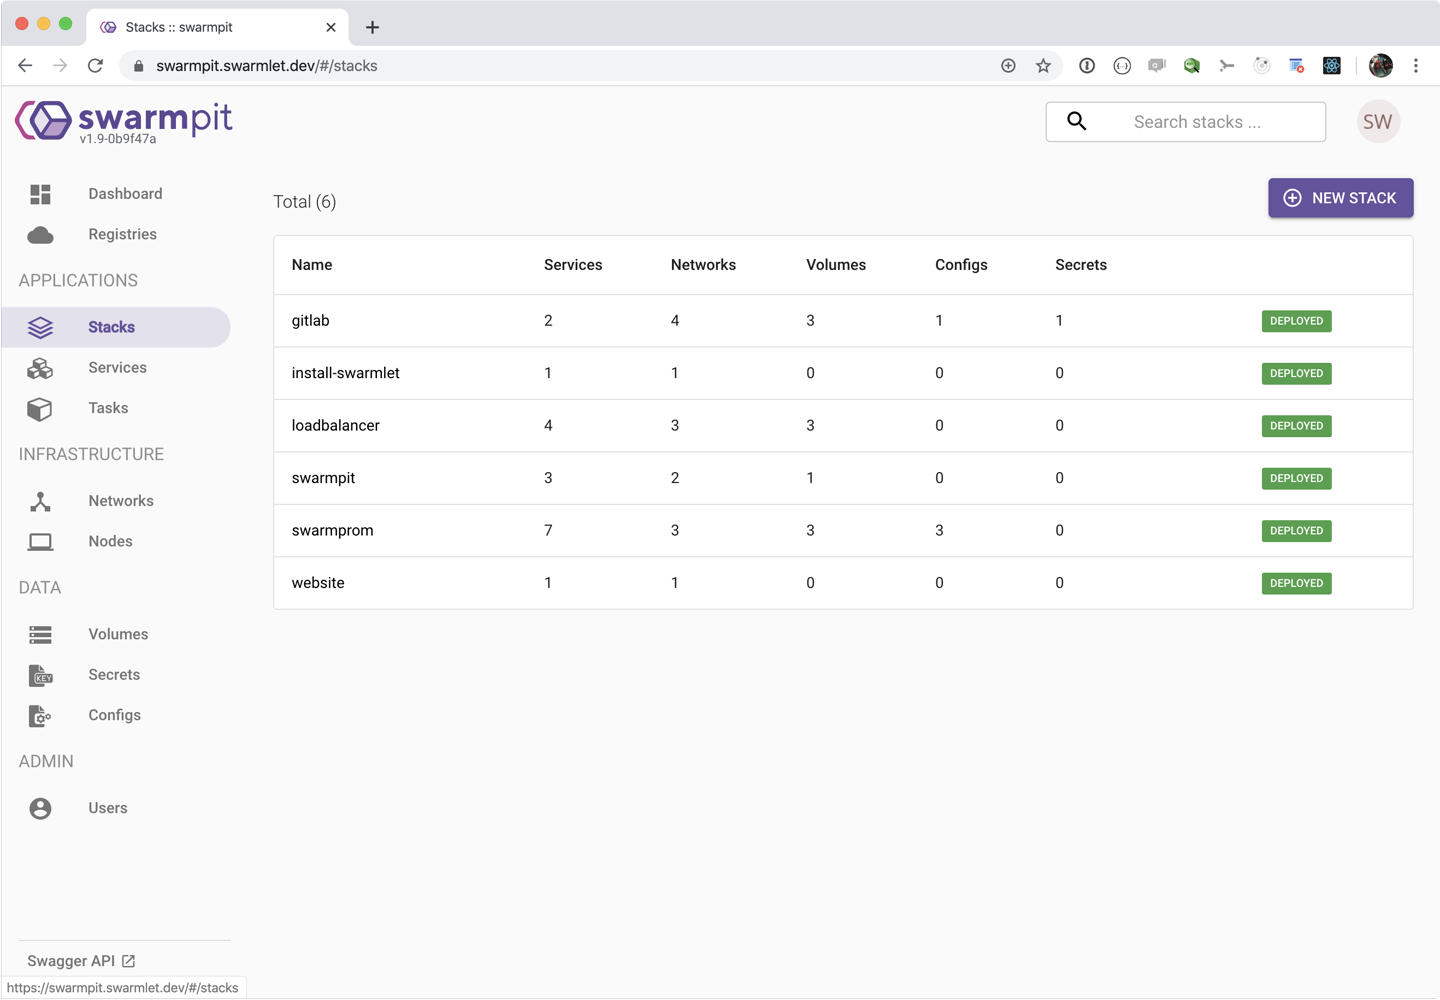 Stacks :: swarmpit
swarmpit.swarmlet.dev/#/stacks
swarmpit
v1.9-0b9f47a
Search stacks ...
SW
Dashboard
Registries
APPLICATIONS
Stacks
Services
Tasks
INFRASTRUCTURE
Networks
Nodes
DATA
Volumes
KEY
Secrets
Configs
ADMIN
Users
Swagger API
https://swarmpit.swarmlet.dev/#/stacks
Total (6)
NEW STACK
Name Services Networks Volumes Configs Secrets
gitlab 2 4 3 1 1 DEPLOYED
install-swarmlet 1 1 0 0 0 DEPLOYED
loadbalancer 4 3 3 0 0 DEPLOYED
swarmpit 3 2 1 0 0 DEPLOYED
swarmprom 7 3 3 3 0 DEPLOYED
website 1 1 0 0 0 DEPLOYED